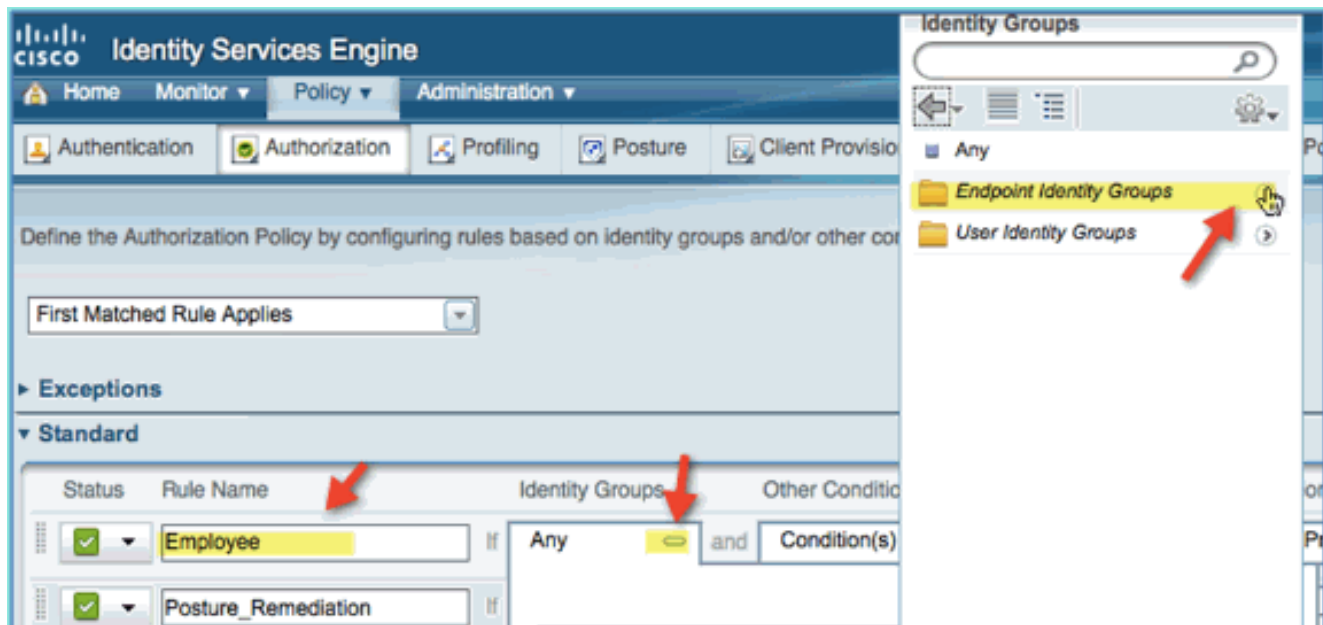 CISCO Identity Services Engine
Home Monitor Policy Administration
Authentication Authorization Profiling Posture Client Provisio
Define the Authorization Policy by configuring rules based on identity groups and/or other con
First Matched Rule Applies
Exceptions
Standard
Status Rule Name Identity Groups Other Conditio
Employee If Any and Condition(s)
Posture_Remediation If
Identity Groups
Any
Endpoint Identity Groups
User Identity Groups